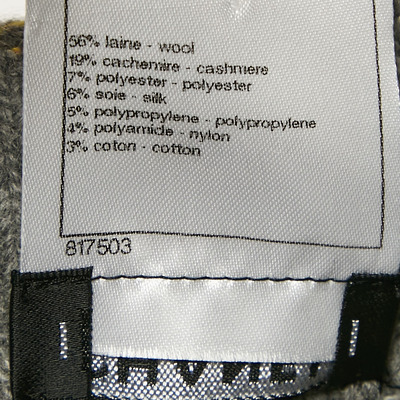 56% laine - wool
19% cachemire - cashmere
7% polyester - polyester
6% soie - silk
5% polypropylene - polypropylene
4% polyamide - nylon
3% coton - cotton
817503